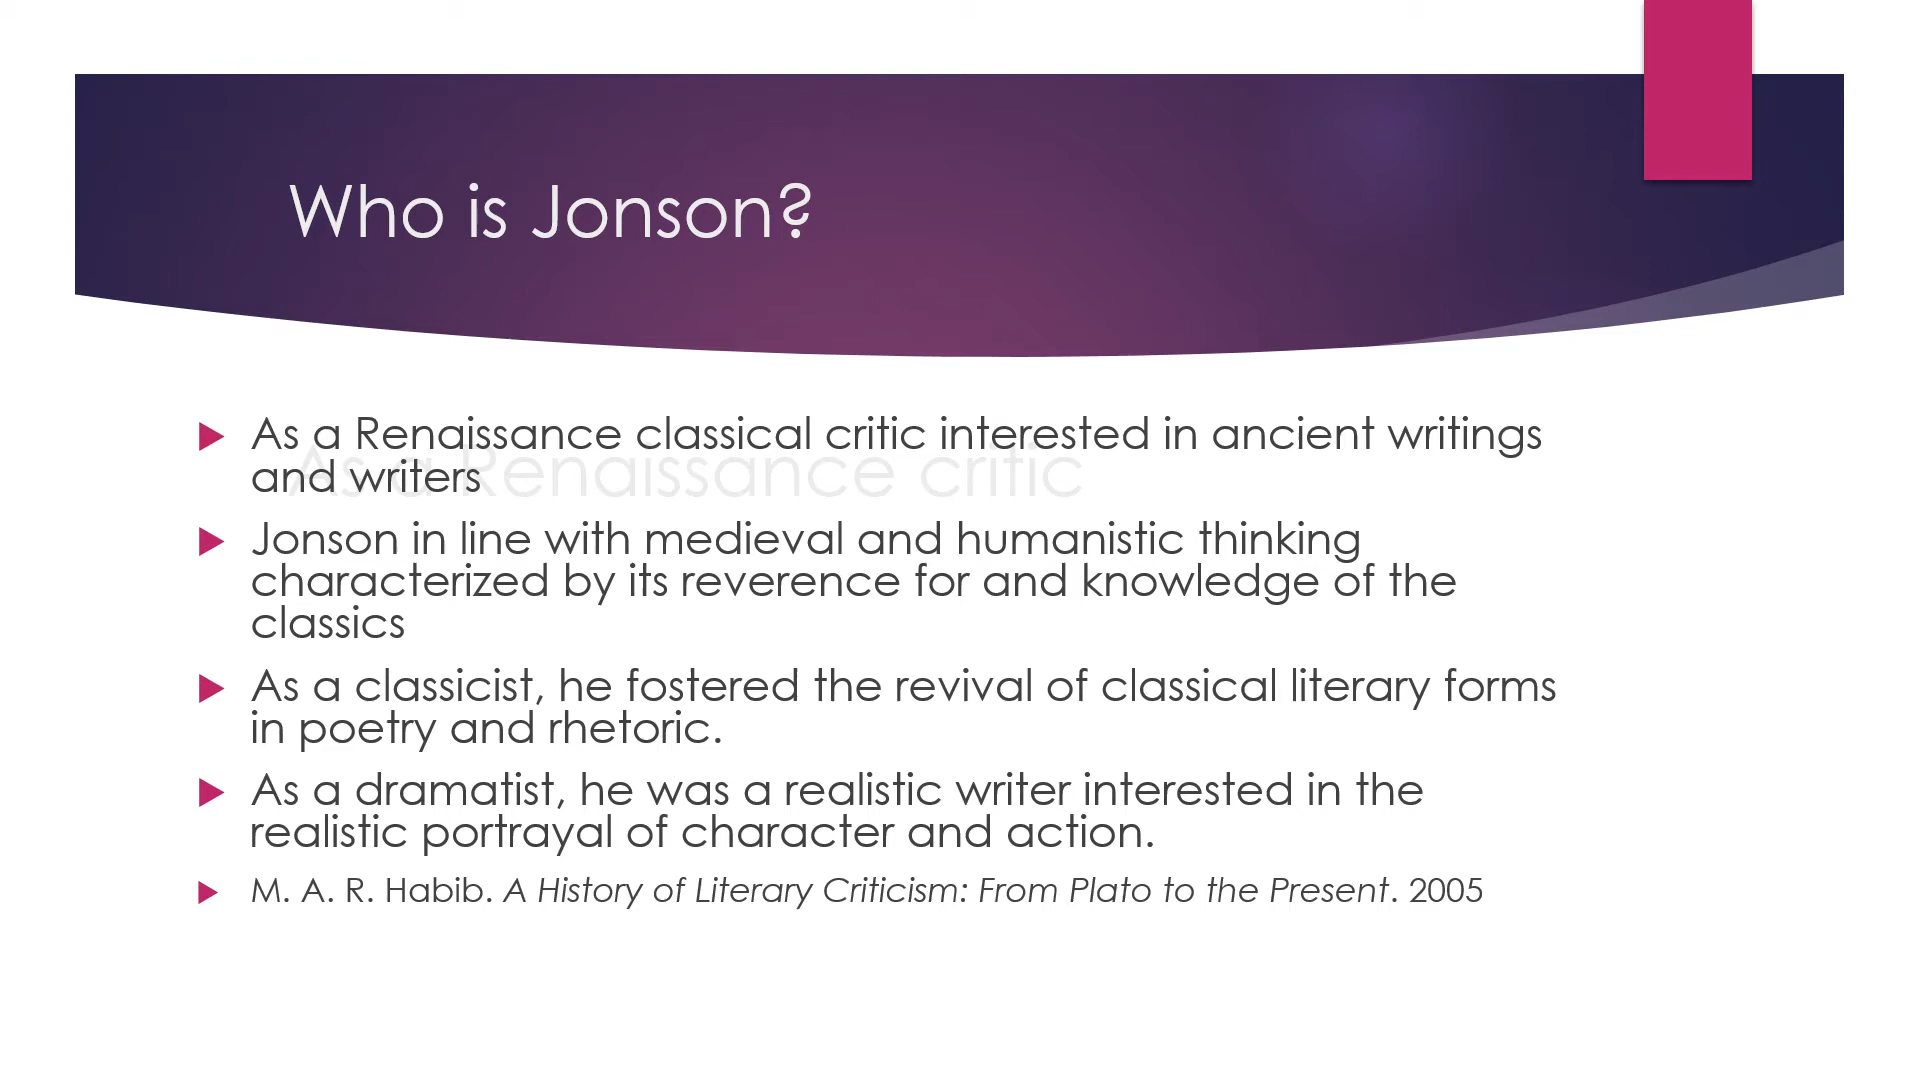 Who is Jonson?
As a Renaissance classical critic interested in ancient writings
As a Renaissance critic
and writers
Jonson in line with medieval and humanistic thinking
characterized by its reverence for and knowledge of the
classics
As a classicist, he fostered the revival of classical literary forms
in poetry and rhetoric.
As a dramatist, he was a realistic writer interested in the
realistic portrayal of character and action.
M. A. R. Habib. A History of Literary Criticism: From Plato to the Present. 2005